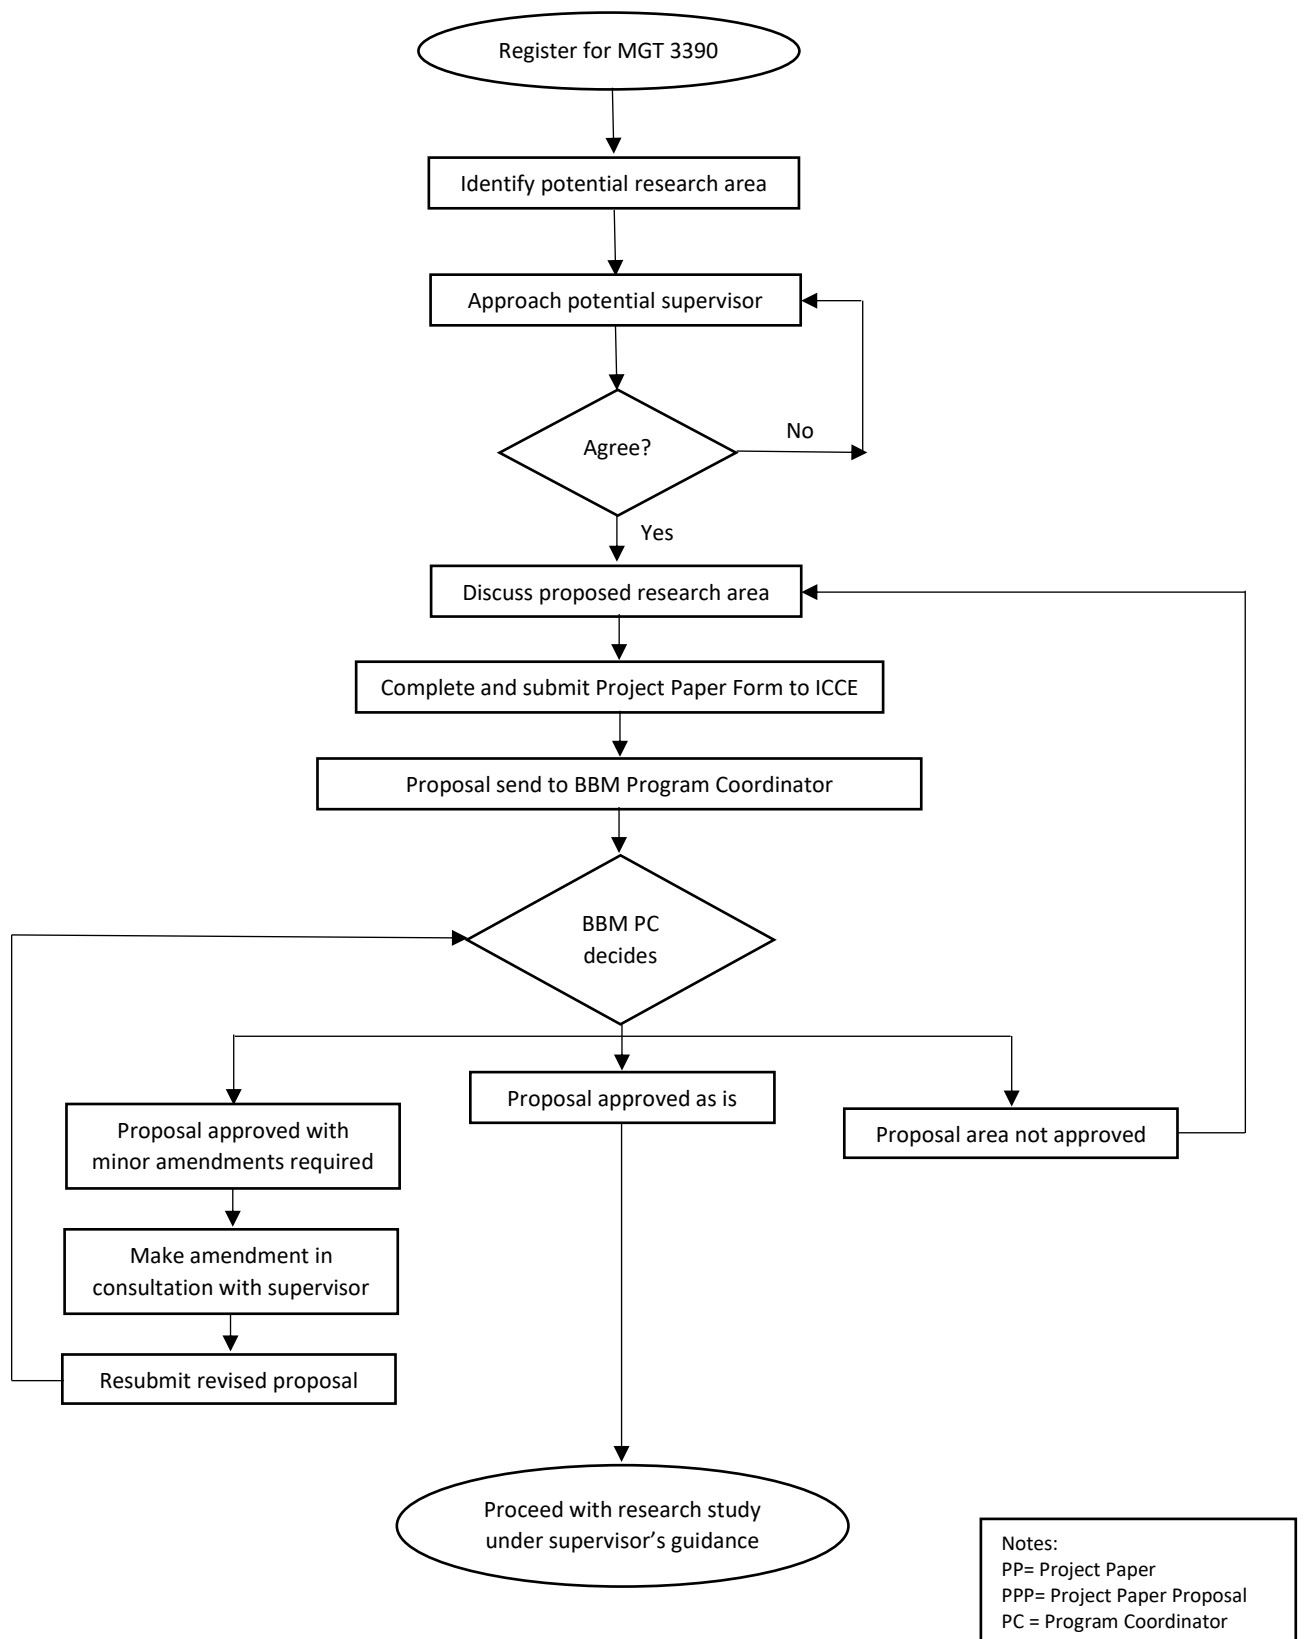 Register for MGT 3390
Identify potential research area
Approach potential supervisor
Agree?
No
Yes
Discuss proposed research area
Complete and submit Project Paper Form to ICCE
Proposal send to BBM Program Coordinator
BBM PC
decides
Proposal approved with
minor amendments required
Proposal approved as is
Proposal area not approved
Make amendment in
consultation with supervisor
Resubmit revised proposal
Proceed with research study
under supervisor’s guidance
Notes:
PP= Project Paper
PPP= Project Paper Proposal
PC = Program Coordinator